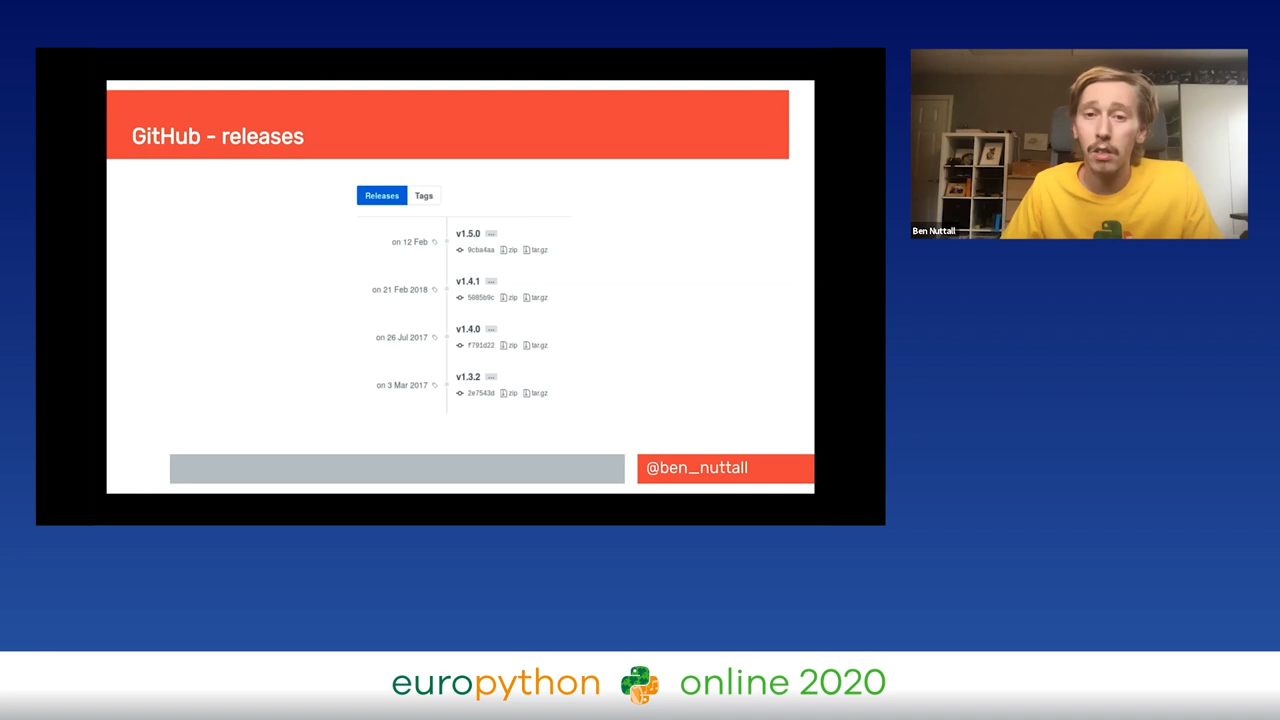 GitHub - releases
Releases Tags
on 12 Feb
v1.5.0 ...
9cba4aa zip tar.gz
on 21 Feb 2018
v1.4.1 ...
5085b9c zip tar.gz
on 26 Jul 2017
v1.4.0 ...
f791d22 zip tar.gz
on 3 Mar 2017
v1.3.2 ...
2e7543d zip tar.gz
@ben_nuttall
Ben Nuttall
europython online 2020